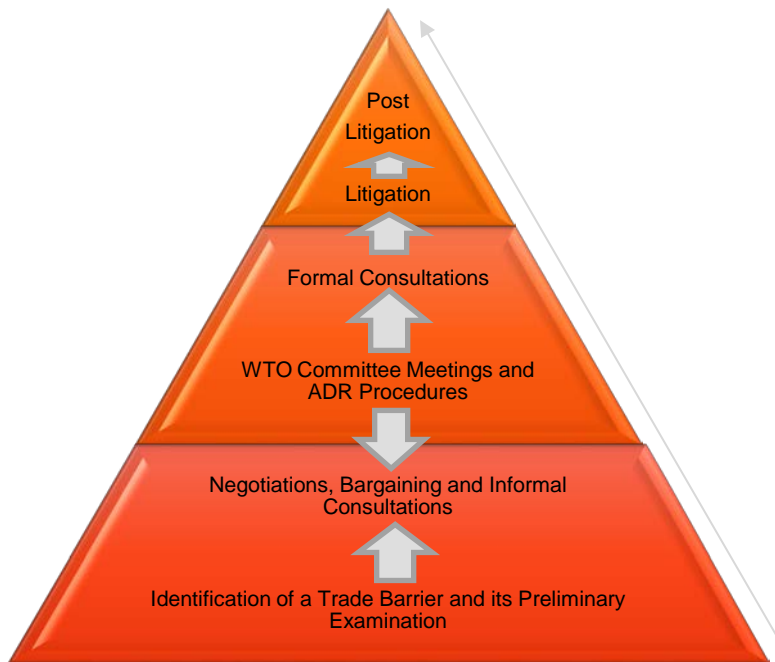 Post
Litigation
Litigation
Formal Consultations
WTO Committee Meetings and
ADR Procedures
Negotiations, Bargaining and Informal
Consultations
Identification of a Trade Barrier and its Preliminary
Examination